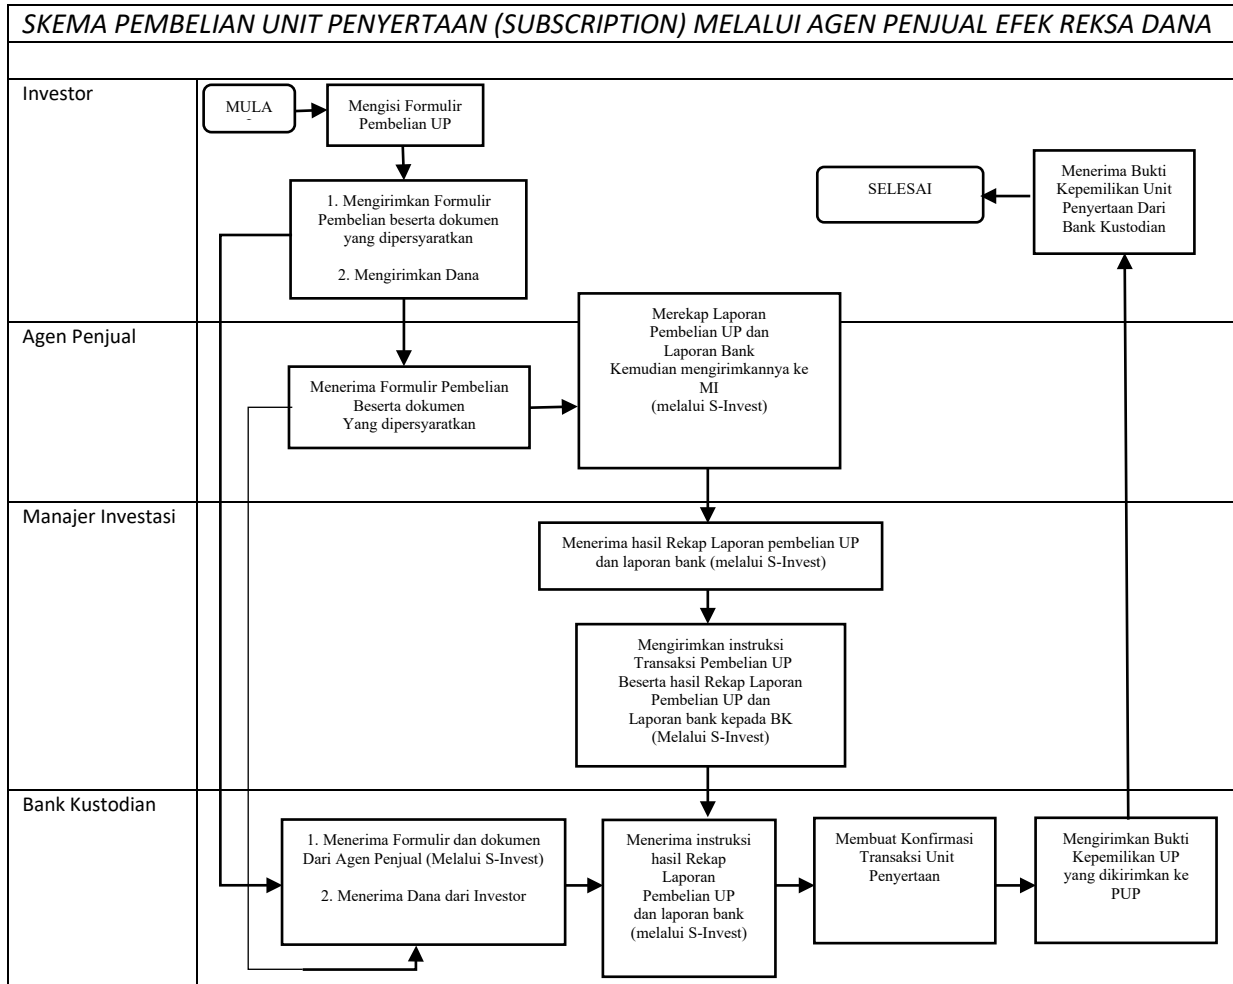 SKEMA PEMBELIAN UNIT PENYERTAAN (SUBSCRIPTION) MELALUI AGEN PENJUAL EFEK REKSA DANA
Investor
MULA
Mengisi Formulir
Pembelian UP
1. Mengirimkan Formulir
Pembelian beserta dokumen
yang dipersyaratkan
2. Mengirimkan Dana
SELESAI
Menerima Bukti
Kepemilikan Unit
Penyertaan Dari
Bank Kustodian
Agen Penjual
Menerima Formulir Pembelian
Beserta dokumen
Yang dipersyaratkan
Merekap Laporan
Pembelian UP dan
Laporan Bank
Kemudian mengirimkannya ke
MI
(melalui S-Invest)
Manajer Investasi
Menerima hasil Rekap Laporan pembelian UP
dan laporan bank (melalui S-Invest)
Mengirimkan instruksi
Transaksi Pembelian UP
Beserta hasil Rekap Laporan
Pembelian UP dan
Laporan bank kepada BK
(Melalui S-Invest)
Bank Kustodian
1. Menerima Formulir dan dokumen
Dari Agen Penjual (Melalui S-Invest)
2. Menerima Dana dari Investor
Menerima instruksi
hasil Rekap
Laporan
Pembelian UP
dan laporan bank
(melalui S-Invest)
Membuat Konfirmasi
Transaksi Unit
Penyertaan
Mengirimkan Bukti
Kepemilikan UP
yang dikirimkan ke
PUP